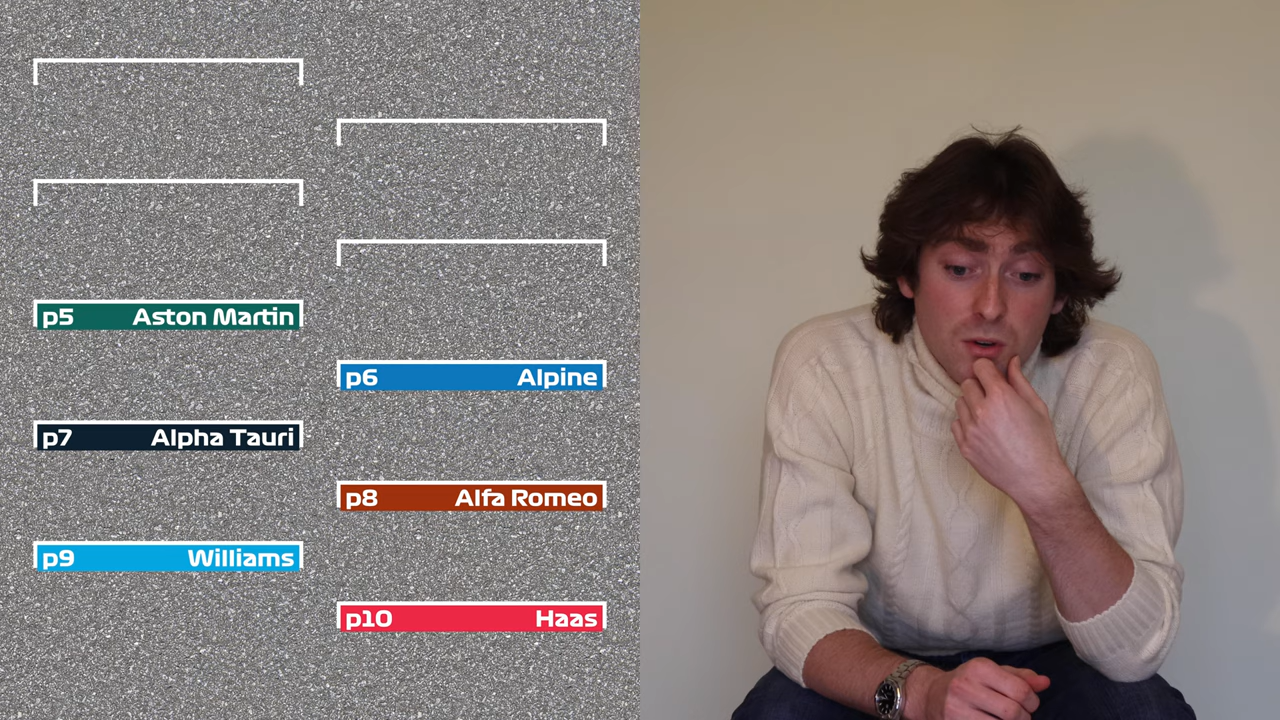 p5 Aston Martin
p6 Alpine
p7 Alpha Tauri
p8 Alfa Romeo
p9 Williams
p10 Haas